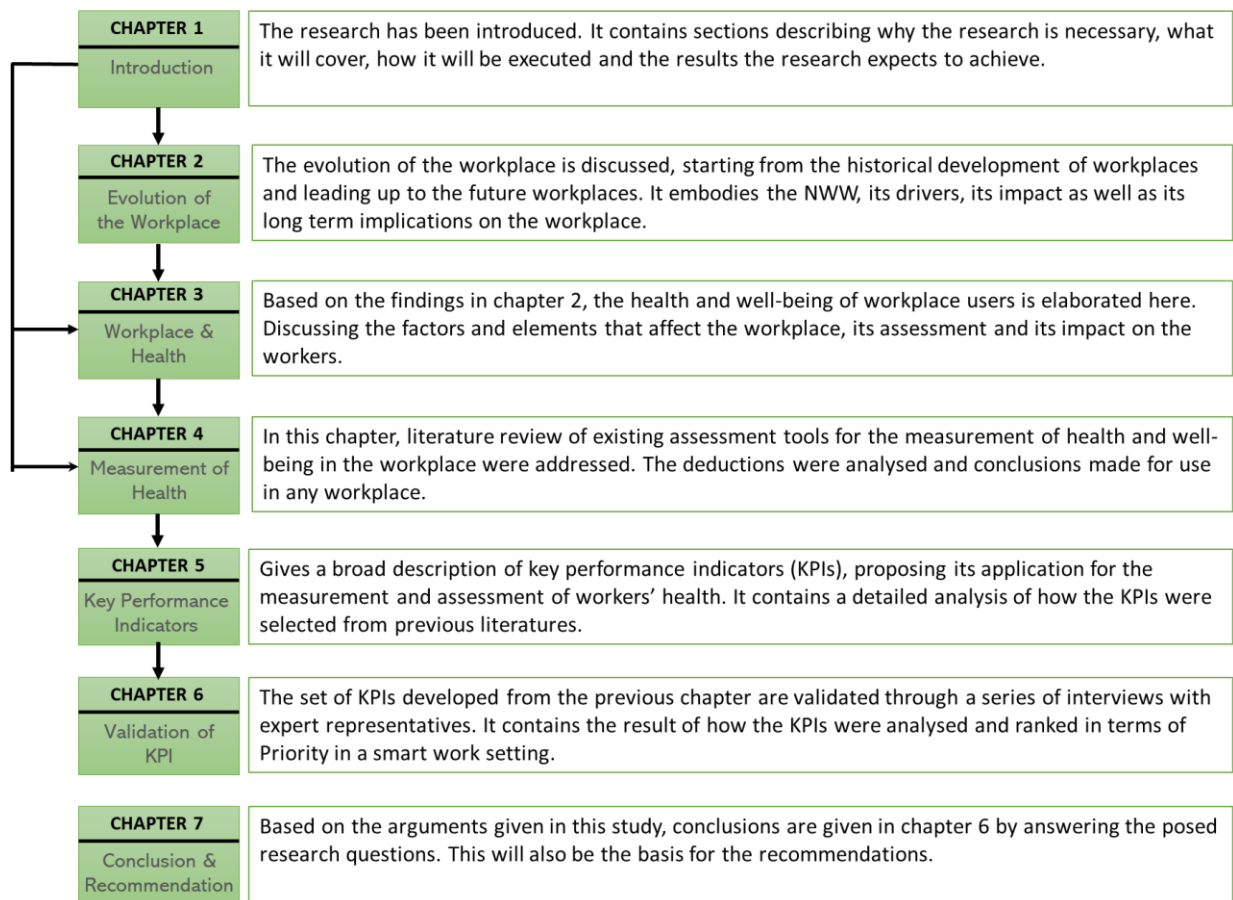 CHAPTER 1
Introduction
The research has been introduced. It contains sections describing why the research is necessary, what
it will cover, how it will be executed and the results the research expects to achieve.
CHAPTER 2
Evolution of
the Workplace
The evolution of the workplace is discussed, starting from the historical development of workplaces
and leading up to the future workplaces. It embodies the NWW, its drivers, its impact as well as its
long term implications on the workplace.
CHAPTER 3
Workplace &
Health
Based on the findings in chapter 2, the health and well-being of workplace users is elaborated here.
Discussing the factors and elements that affect the workplace, its assessment and its impact on the
workers.
CHAPTER 4
Measurement of
Health
In this chapter, literature review of existing assessment tools for the measurement of health and well-
being in the workplace were addressed. The deductions were analysed and conclusions made for use
in any workplace.
CHAPTER 5
Key Performance
Indicators
Gives a broad description of key performance indicators (KPIs), proposing its application for the
measurement and assessment of workers’ health. It contains a detailed analysis of how the KPIs were
selected from previous literatures.
CHAPTER 6
Validation of
KPI
The set of KPIs developed from the previous chapter are validated through a series of interviews with
expert representatives. It contains the result of how the KPIs were analysed and ranked in terms of
Priority in a smart work setting.
CHAPTER 7
Conclusion &
Recommendation
Based on the arguments given in this study, conclusions are given in chapter 6 by answering the posed
research questions. This will also be the basis for the recommendations.